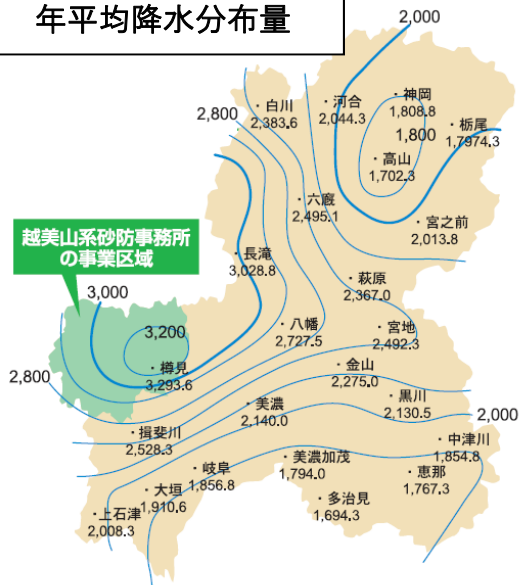 年平均降水分布量
2,000
・神岡
1,808.8
・河合
2,044.3
・白川
2,383.6
2,800
・栃尾
1,7974.3
1,800
・高山
1,702.3
・六厩
2,495.1
・宮之前
2,013.8
越美山系砂防事務所
の事業区域
・長滝
3,028.8
・萩原
2,367.0
3,000
3,200
・八幡
2,727.5
・宮地
2,492.3
・樽見
3,293.6
・金山
2,275.0
2,800
・黒川
2,130.5
・美濃
2,140.0
2,000
・揖斐川
2,528.3
・中津川
1,854.8
・美濃加茂
1,794.0
・岐阜
1,856.8
・恵那
1,767.3
・大垣
1,910.6
・多治見
1,694.3
・上石津
2,008.3